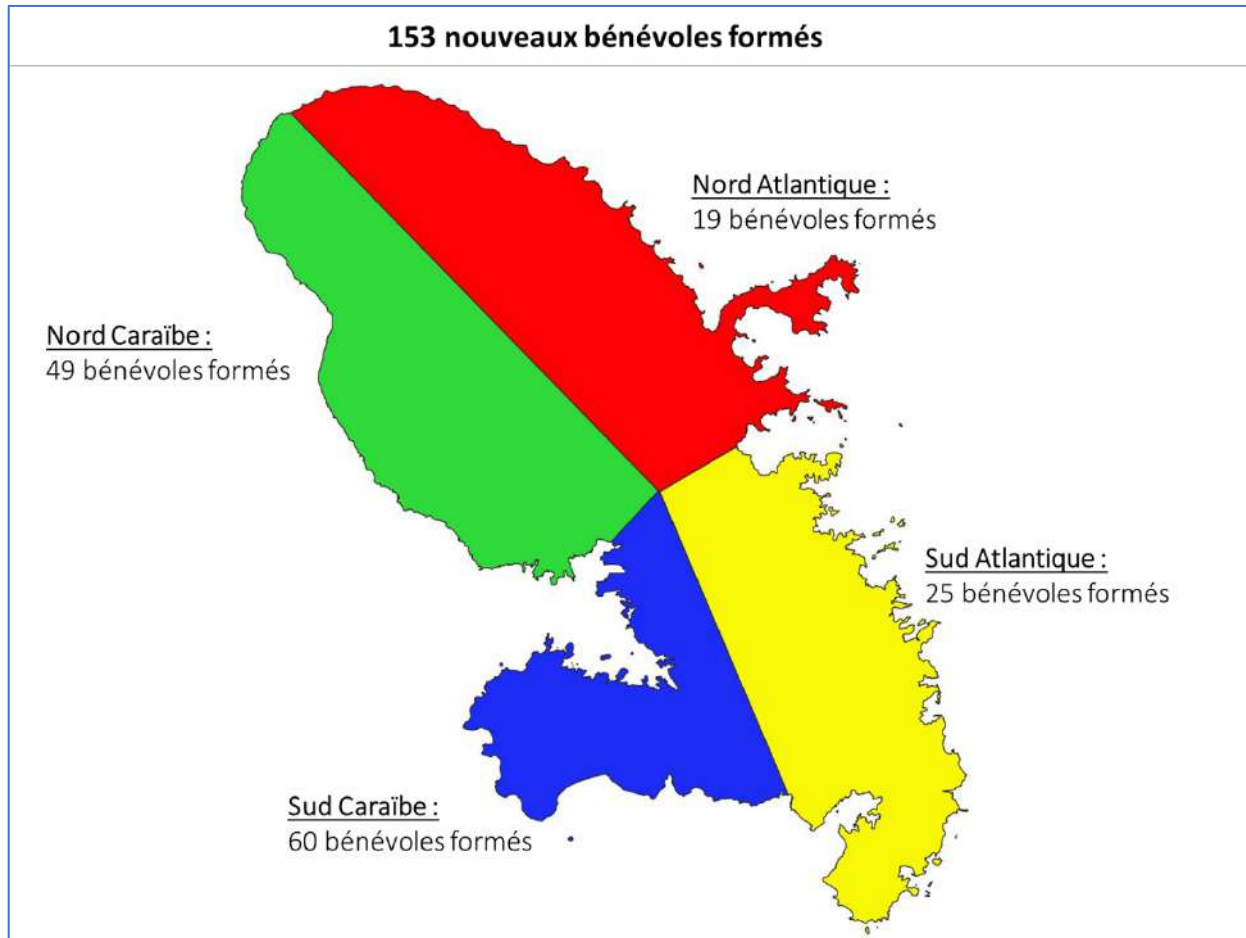 153 nouveaux bénévoles formés
Nord Atlantique :
19 bénévoles formés
Nord Caraïbe :
49 bénévoles formés
Sud Atlantique :
25 bénévoles formés
Sud Caraïbe :
60 bénévoles formés